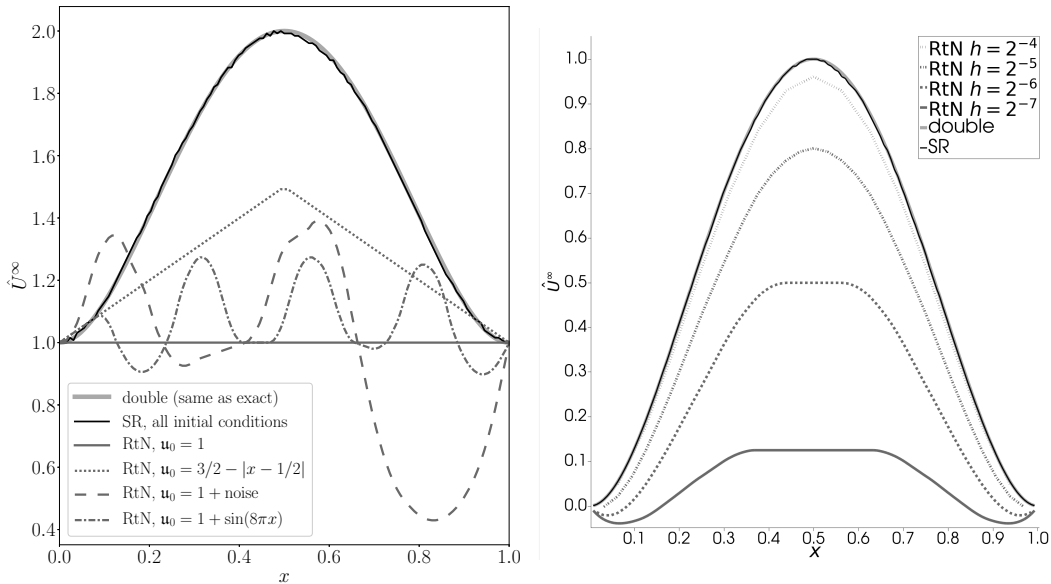 2.0
1.8
1.6
1.4
1.2
1.0
0.8
0.6
0.4
Û^∞
double (same as exact)
SR, all initial conditions
RtN, 𝔲₀ = 1
RtN, 𝔲₀ = 3/2 − |x − 1/2|
RtN, 𝔲₀ = 1 + noise
RtN, 𝔲₀ = 1 + sin(8πx)
0.0 0.2 0.4 0.6 0.8 1.0
x
1.0
0.9
0.8
0.7
0.6
0.5
0.4
0.3
0.2
0.1
0.0
Û^∞
RtN h = 2⁻⁴
RtN h = 2⁻⁵
RtN h = 2⁻⁶
RtN h = 2⁻⁷
double
SR
0.1 0.2 0.3 0.4 0.5 0.6 0.7 0.8 0.9 1.0
x